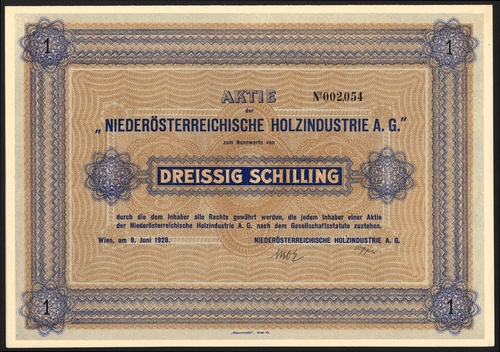 1 1
AKTIE Nº002,054
der
„NIEDERÖSTERREICHISCHE HOLZINDUSTRIE A. G."
zum Nennwerte von
DREISSIG SCHILLING
durch die dem Inhaber alle Rechte gewährt werden, die jedem Inhaber einer Aktie
der Niederösterreichische Holzindustrie A. G. nach dem Gesellschaftsstatute zustehen.
Wien, am 9. Juni 1928. NIEDERÖSTERREICHISCHE HOLZINDUSTRIE A. G.
1 1